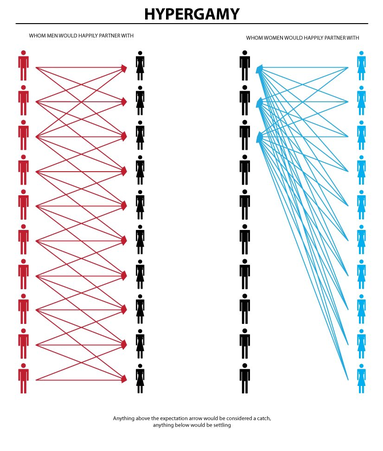 HYPERGAMY
WHOM MEN WOULD HAPPILY PARTNER WITH
WHOM WOMEN WOULD HAPPILY PARTNER WITH
Anything above the expectation arrow would be considered a catch,
anything below would be settling